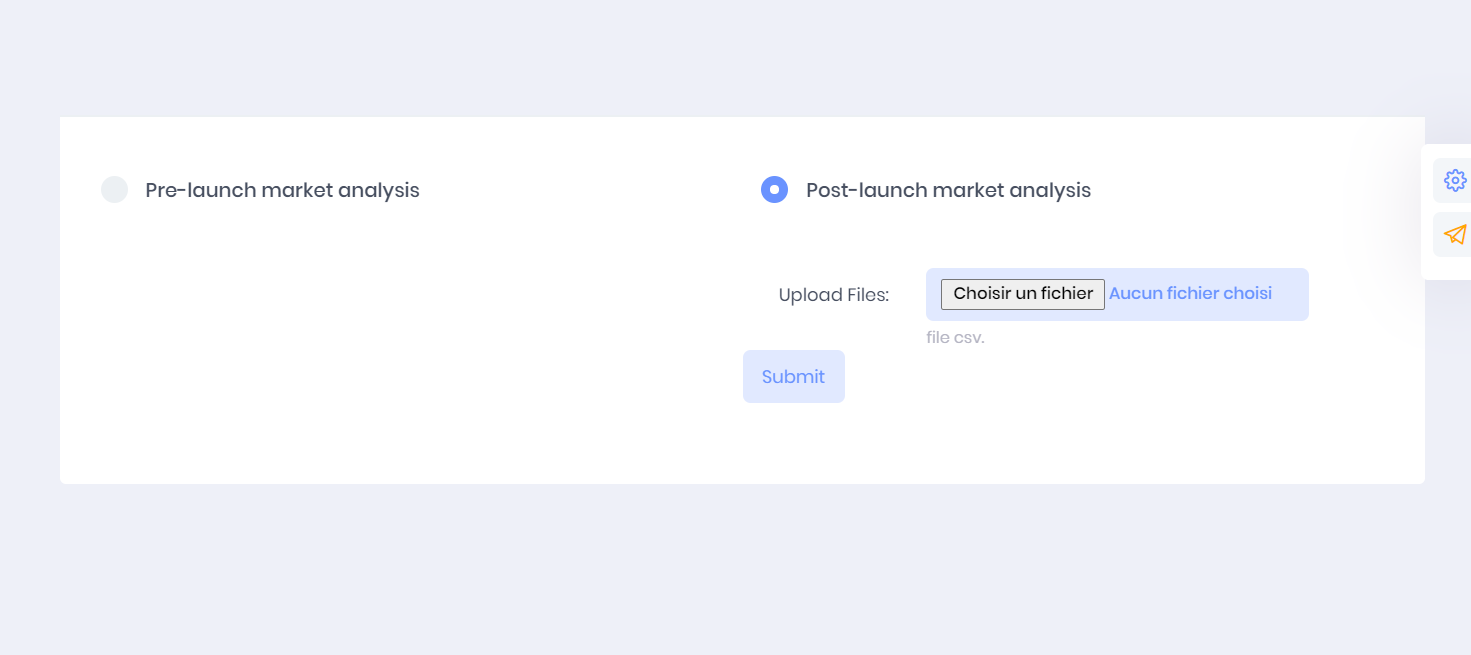 Pre-launch market analysis
Post-launch market analysis
Upload Files:
Choisir un fichier Aucun fichier choisi
file csv.
Submit